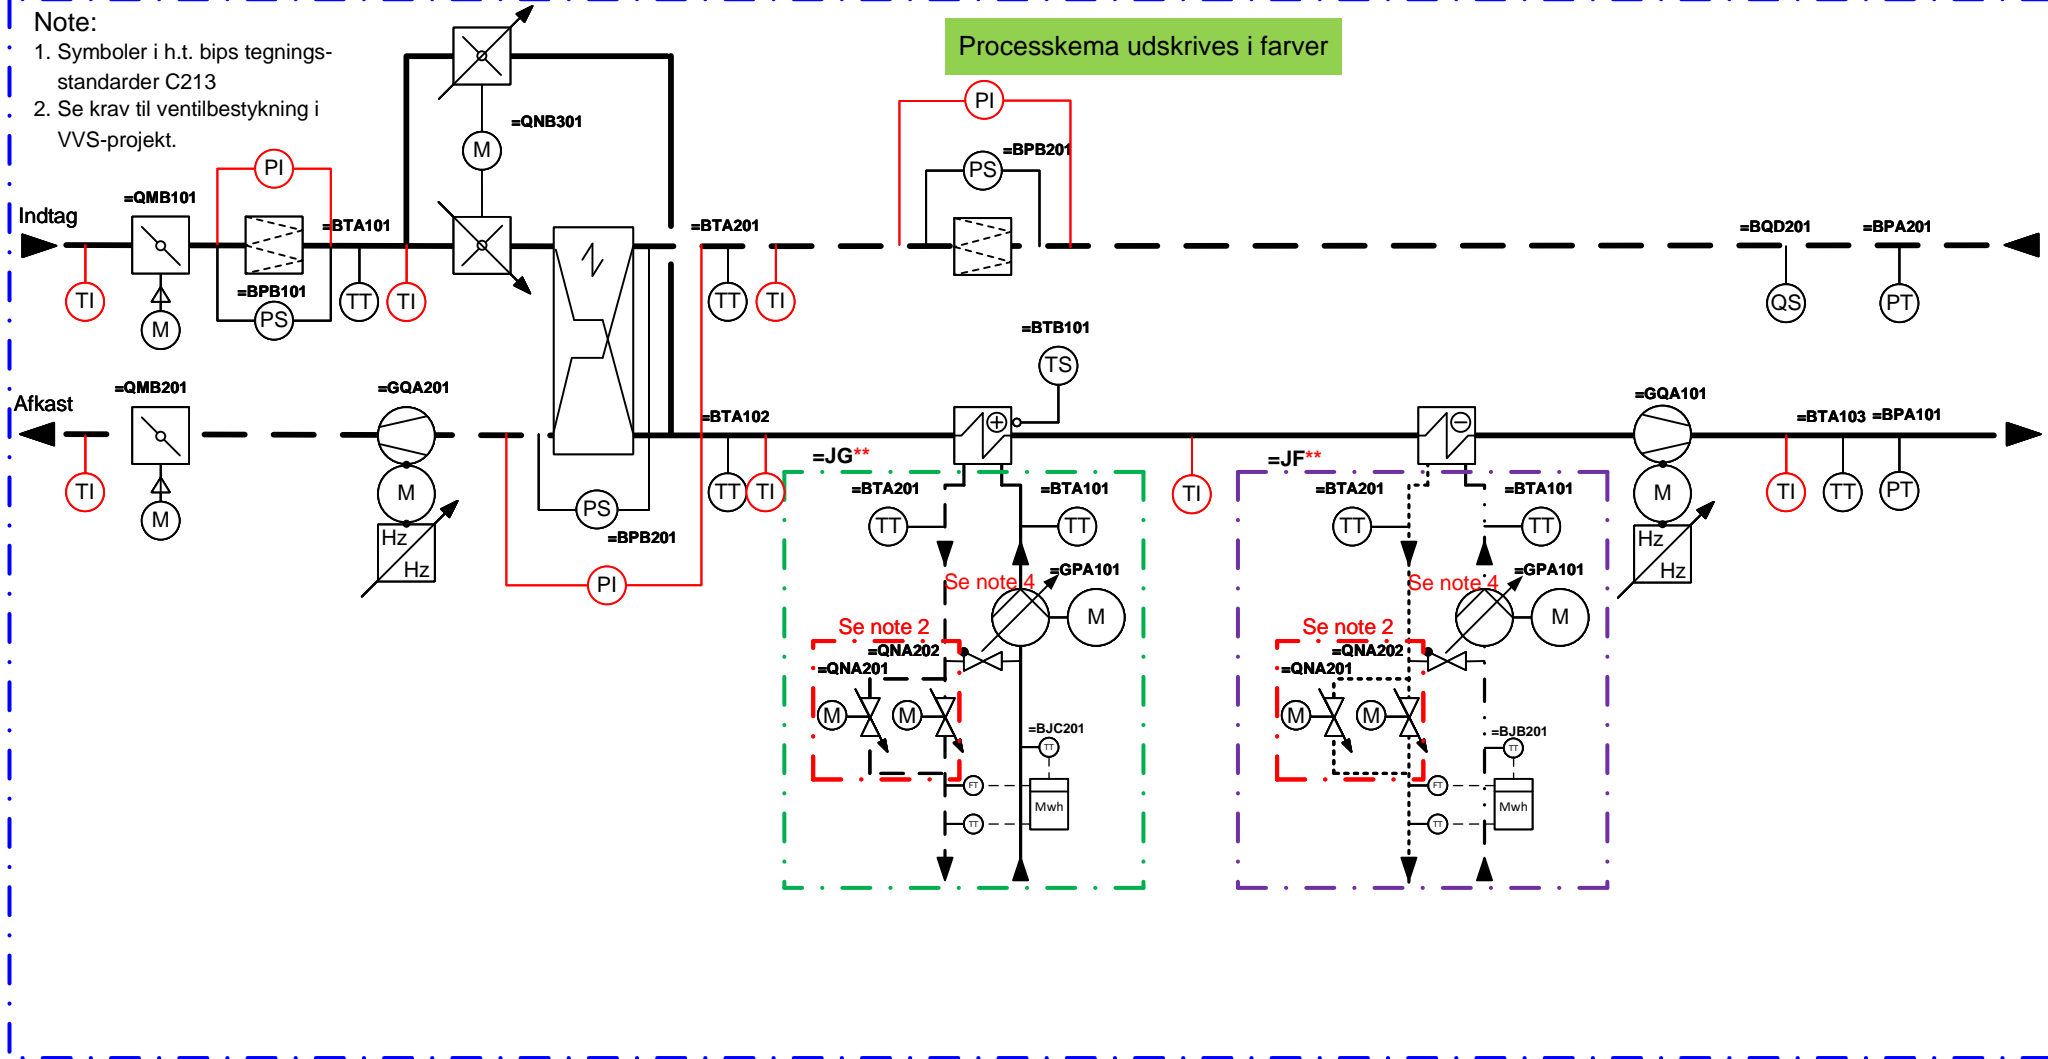 Note:
1. Symboler i h.t. bips tegnings-
standarder C213
2. Se krav til ventilbestykning i
VVS-projekt.
Processkema udskrives i farver
=QNB301
M
PI
PI
=BPB201
PS
=QMB101
Indtag
=BTA101
=BTA201
=BQD201
=BPA201
TI
M
=BPB101
PS
TT
TI
TT
TI
QS
PT
=BTB101
TS
=QMB201
Afkast
=GQA201
=BTA102
=GQA101
=BTA103
=BPA101
TI
M
M
Hz
Hz
PS
=BPB201
PI
TT
TI
TI
M
Hz
Hz
TI
TT
PT
=JG**
=BTA201
=BTA101
TT
TT
=GPA101
Se note 4
M
Se note 2
=QNA202
=QNA201
M
M
=BJC201
TT
FT
Mwh
TT
=JF**
=BTA201
=BTA101
TT
TT
=GPA101
Se note 4
M
Se note 2
=QNA202
=QNA201
M
M
=BJB201
TT
FT
Mwh
TT